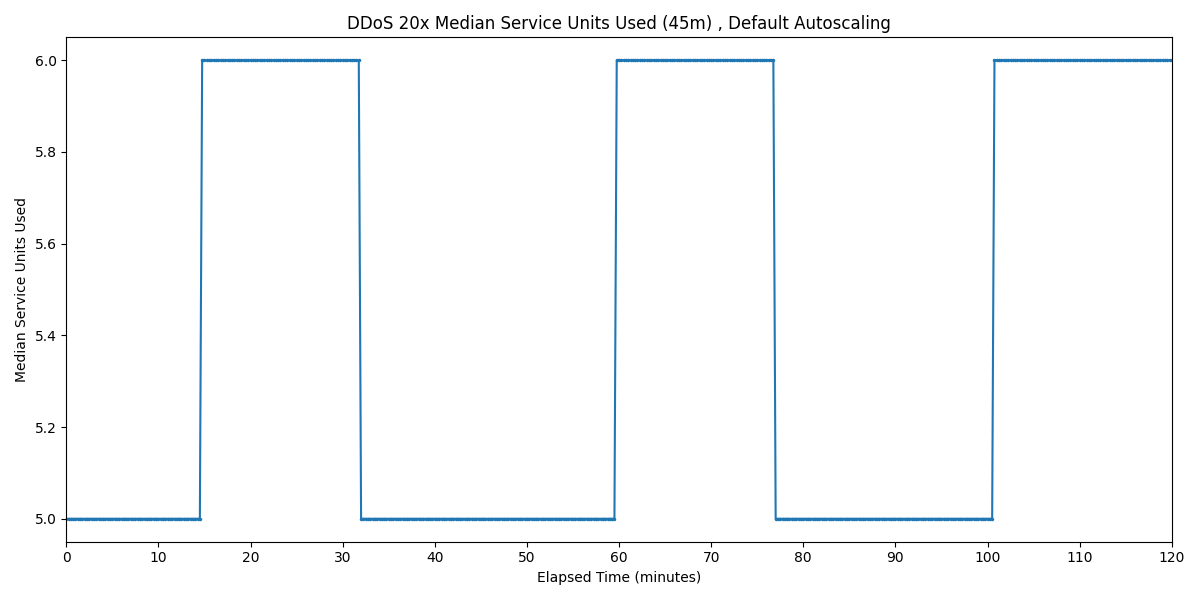 DDoS 20x Median Service Units Used (45m) , Default Autoscaling
6.0
5.8
5.6
5.4
5.2
5.0
Median Service Units Used
0 10 20 30 40 50 60 70 80 90 100 110 120
Elapsed Time (minutes)